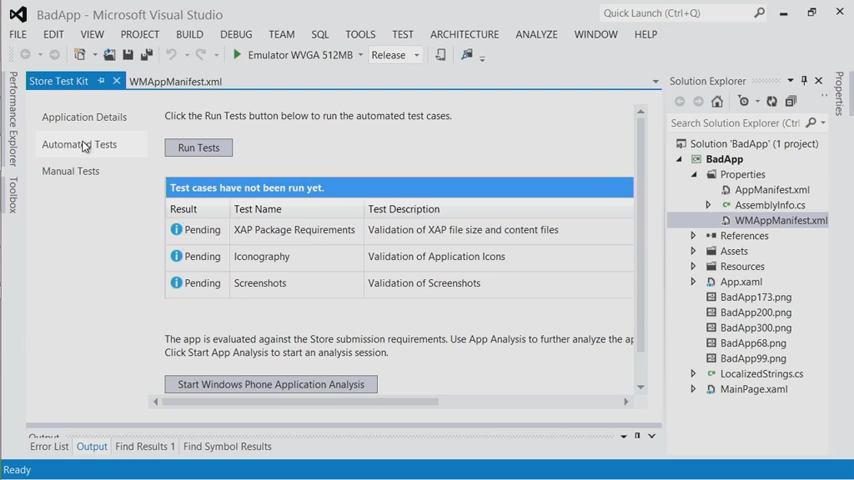 BadApp - Microsoft Visual Studio
Quick Launch (Ctrl+Q)
FILE EDIT VIEW PROJECT BUILD DEBUG TEAM SQL TOOLS TEST ARCHITECTURE ANALYZE WINDOW HELP
Emulator WVGA 512MB Release
Performance Explorer
Toolbox
Store Test Kit WMAppManifest.xml
Application Details
Automated Tests
Manual Tests
Click the Run Tests button below to run the automated test cases.
Run Tests
Test cases have not been run yet.
Result Test Name Test Description
Pending XAP Package Requirements Validation of XAP file size and content files
Pending Iconography Validation of Application Icons
Pending Screenshots Validation of Screenshots
The app is evaluated against the Store submission requirements. Use App Analysis to further analyze the ap
Click Start App Analysis to start an analysis session.
Start Windows Phone Application Analysis
Output
Error List Output Find Results 1 Find Symbol Results
Ready
Solution Explorer
Search Solution Explorer (Ctrl
Solution 'BadApp' (1 project)
BadApp
Properties
AppManifest.xml
AssemblyInfo.cs
WMAppManifest.xml
References
Assets
Resources
App.xaml
BadApp173.png
BadApp200.png
BadApp300.png
BadApp68.png
BadApp99.png
LocalizedStrings.cs
MainPage.xaml
Properties